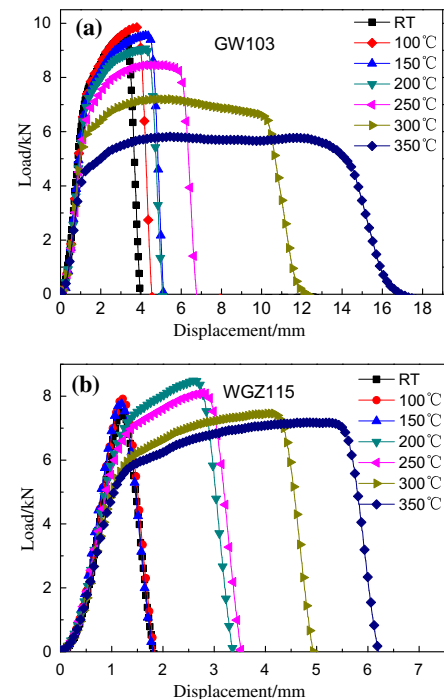 (a)
GW103
RT
100℃
150℃
200℃
250℃
300℃
350℃
10
8
6
4
2
0
Load/kN
0 2 4 6 8 10 12 14 16 18
Displacement/mm
(b)
WGZ115
RT
100℃
150℃
200℃
250℃
300℃
350℃
8
6
4
2
0
Load/kN
0 1 2 3 4 5 6 7
Displacement/mm